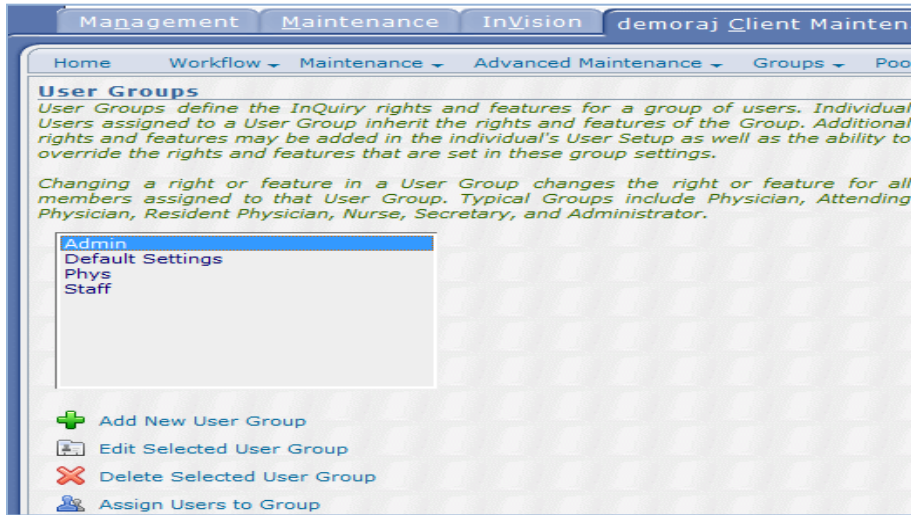 Management Maintenance InVision demoraj Client Mainten
Home Workflow Maintenance Advanced Maintenance Groups Poo
User Groups
User Groups define the InQuiry rights and features for a group of users. Individual
Users assigned to a User Group inherit the rights and features of the Group. Additional
rights and features may be added in the individual's User Setup as well as the ability to
override the rights and features that are set in these group settings.
Changing a right or feature in a User Group changes the right or feature for all
members assigned to that User Group. Typical Groups include Physician, Attending
Physician, Resident Physician, Nurse, Secretary, and Administrator.
Admin
Default Settings
Phys
Staff
Add New User Group
Edit Selected User Group
Delete Selected User Group
Assign Users to Group